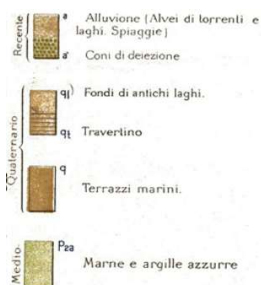 Recente
a
Alluvione (Alvei di torrenti e
laghi. Spiaggie)
a'
Coni di deiezione
Quaternario
ql
Fondi di antichi laghi.
qt
Travertino
q
Terrazzi marini.
Medio
P2a
Marne e argille azzurre